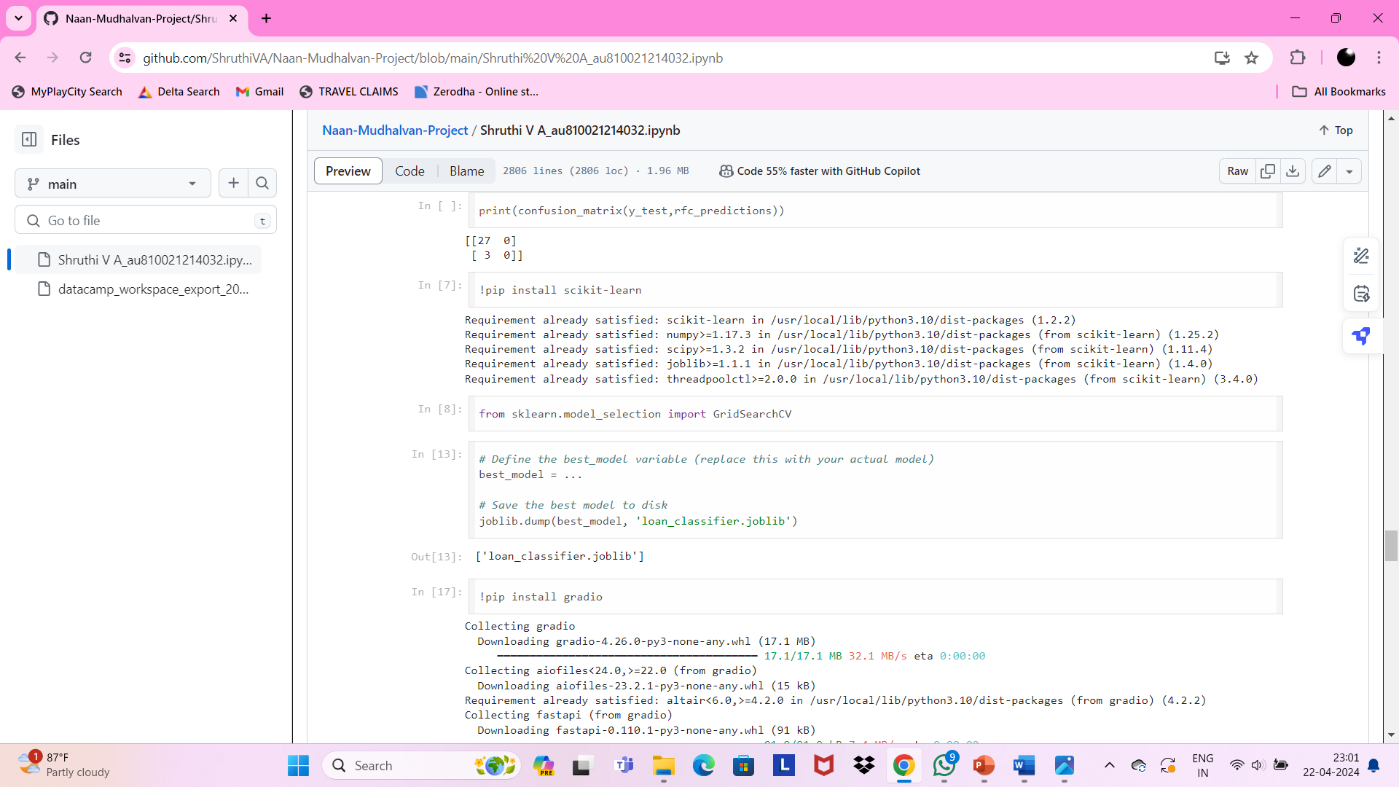 Naan-Mudhalvan-Project/Shru
github.com/ShruthiVA/Naan-Mudhalvan-Project/blob/main/Shruthi%20V%20A_au810021214032.ipynb
MyPlayCity Search
Delta Search
Gmail
TRAVEL CLAIMS
Zerodha - Online st...
All Bookmarks
Files
main
Go to file
t
Shruthi V A_au810021214032.ipy...
datacamp_workspace_export_20...
Naan-Mudhalvan-Project / Shruthi V A_au810021214032.ipynb
Top
Preview
Code
Blame
2806 lines (2806 loc) · 1.96 MB
Code 55% faster with GitHub Copilot
Raw
In [ ]:
print(confusion_matrix(y_test,rfc_predictions))
[[27  0]
[ 3  0]]
In [7]:
!pip install scikit-learn
Requirement already satisfied: scikit-learn in /usr/local/lib/python3.10/dist-packages (1.2.2)
Requirement already satisfied: numpy>=1.17.3 in /usr/local/lib/python3.10/dist-packages (from scikit-learn) (1.25.2)
Requirement already satisfied: scipy>=1.3.2 in /usr/local/lib/python3.10/dist-packages (from scikit-learn) (1.11.4)
Requirement already satisfied: joblib>=1.1.1 in /usr/local/lib/python3.10/dist-packages (from scikit-learn) (1.4.0)
Requirement already satisfied: threadpoolctl>=2.0.0 in /usr/local/lib/python3.10/dist-packages (from scikit-learn) (3.4.0)
In [8]:
from sklearn.model_selection import GridSearchCV
In [13]:
# Define the best_model variable (replace this with your actual model)
best_model = ...
# Save the best model to disk
joblib.dump(best_model, 'loan_classifier.joblib')
Out[13]:
['loan_classifier.joblib']
In [17]:
!pip install gradio
Collecting gradio
Downloading gradio-4.26.0-py3-none-any.whl (17.1 MB)
17.1/17.1 MB 32.1 MB/s eta 0:00:00
Collecting aiofiles<24.0,>=22.0 (from gradio)
Downloading aiofiles-23.2.1-py3-none-any.whl (15 kB)
Requirement already satisfied: altair<6.0,>=4.2.0 in /usr/local/lib/python3.10/dist-packages (from gradio) (4.2.2)
Collecting fastapi (from gradio)
Downloading fastapi-0.110.1-py3-none-any.whl (91 kB)
1
87°F
Partly cloudy
Search
PRE
L
9
ENG
IN
23:01
22-04-2024